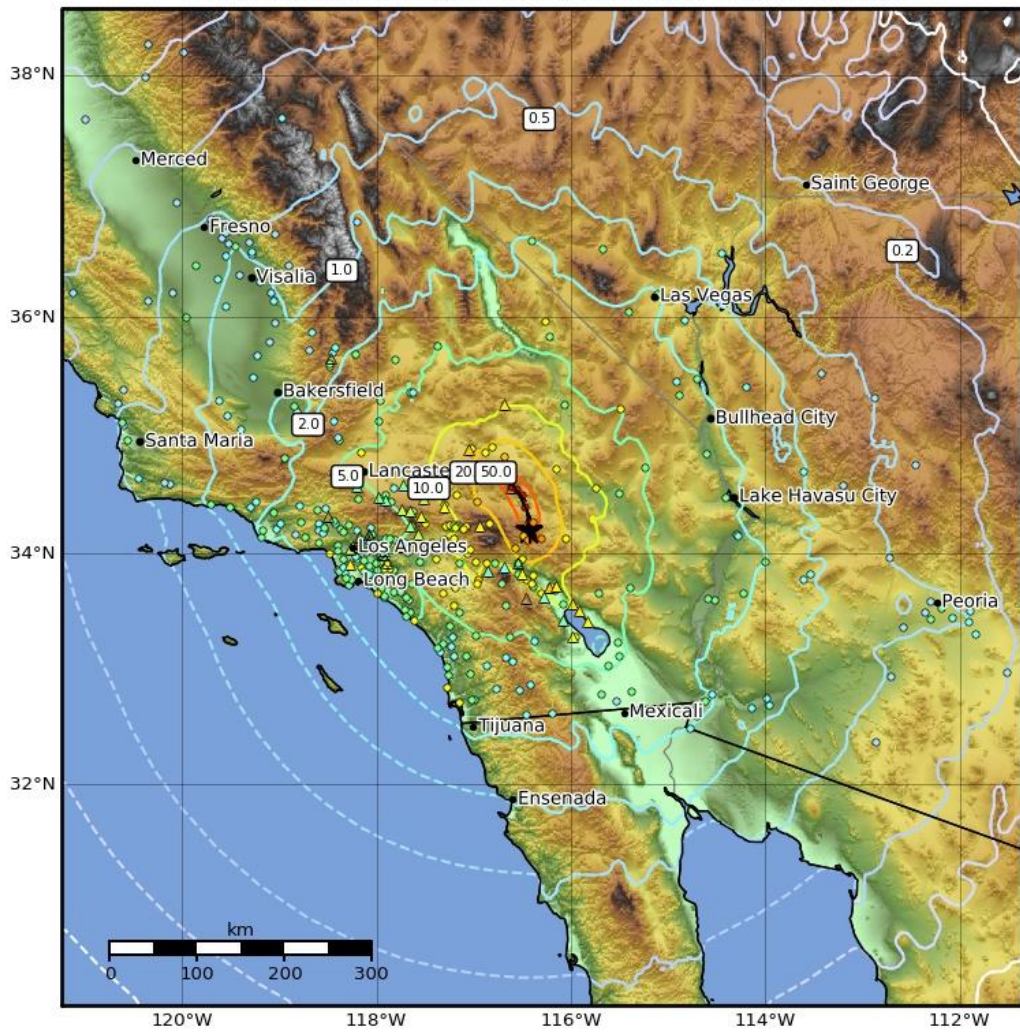 38°N
0.5
Merced
Saint George
Fresno
0.2
Visalia
1.0
Las Vegas
36°N
Bakersfield
Bullhead City
2.0
Santa Maria
5.0
Lancaste
20
50.0
10.0
Lake Havasu City
34°N
Los Angeles
Long Beach
Peoria
Mexicali
Tijuana
32°N
Ensenada
km
0
100
200
300
120°W
118°W
116°W
114°W
112°W